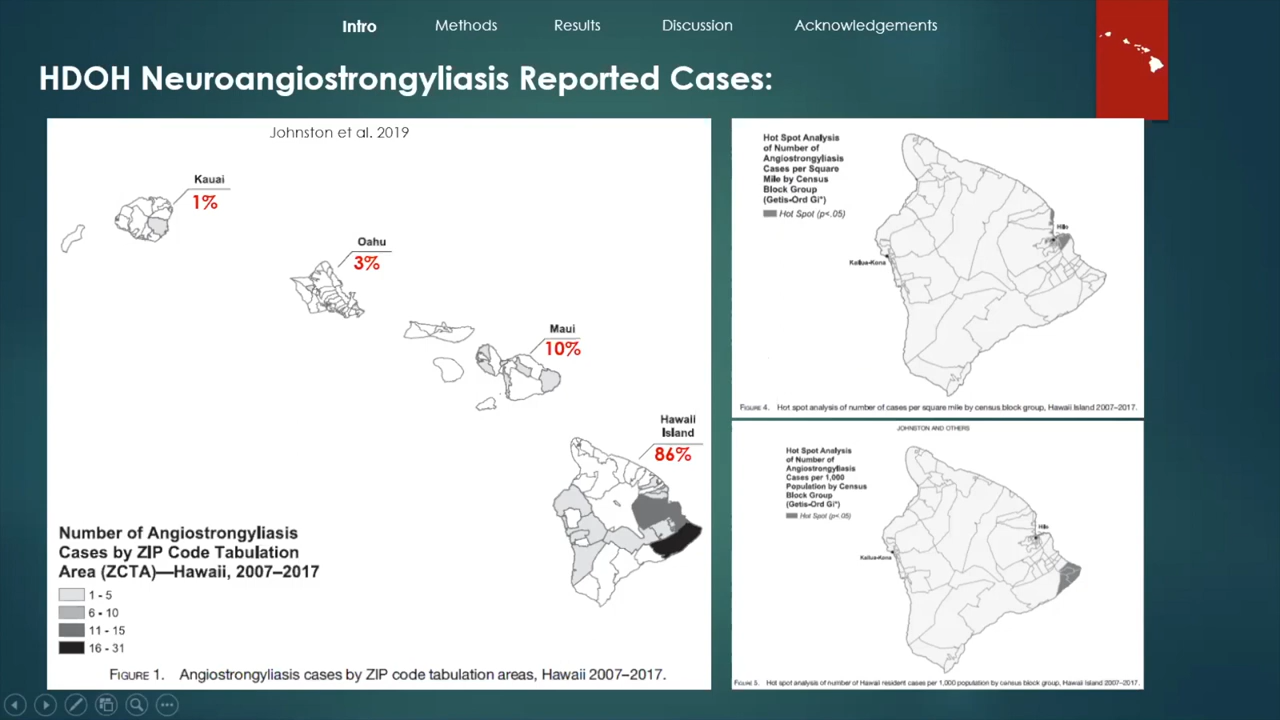 Intro Methods Results Discussion Acknowledgements
HDOH Neuroangiostrongyliasis Reported Cases:
Johnston et al. 2019
Kauai
1%
Oahu
3%
Maui
10%
Hawaii
Island
86%
Number of Angiostrongyliasis
Cases by ZIP Code Tabulation
Area (ZCTA)—Hawaii, 2007–2017
1 - 5
6 - 10
11 - 15
16 - 31
FIGURE 1. Angiostrongyliasis cases by ZIP code tabulation areas, Hawaii 2007–2017.
Hot Spot Analysis
of Number of
Angiostrongyliasis
Cases per Square
Mile by Census
Block Group
(Getis-Ord Gi*)
Hot Spot (p<.05)
Hilo
Kailua-Kona
FIGURE 4. Hot spot analysis of number of cases per square mile by census block group, Hawaii Island 2007–2017.
JOHNSTON AND OTHERS
Hot Spot Analysis
of Number of
Angiostrongyliasis
Cases per 1,000
Population by Census
Block Group
(Getis-Ord Gi*)
Hot Spot (p<.05)
Hilo
Kailua-Kona
FIGURE 5. Hot spot analysis of number of Hawaii resident cases per 1,000 population by census block group, Hawaii Island 2007–2017.